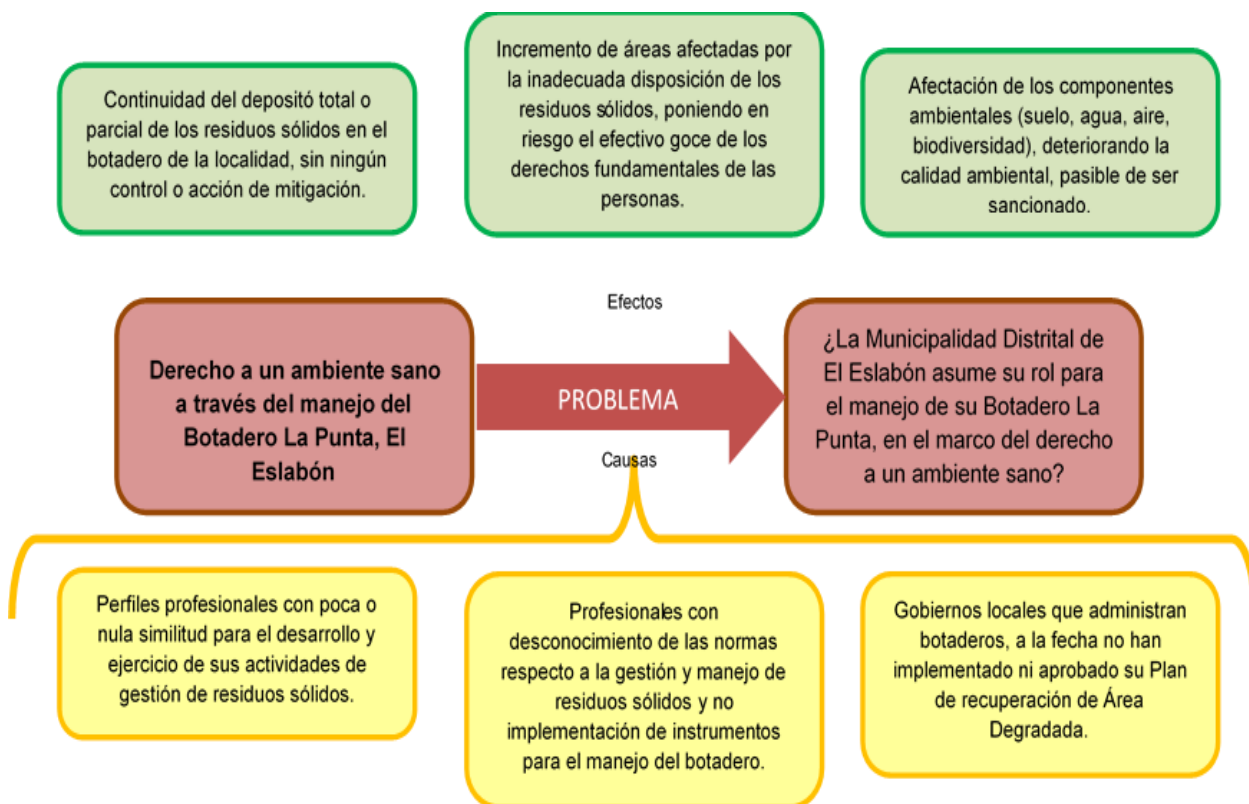 Continuidad del depositó total o
parcial de los residuos sólidos en el
botadero de la localidad, sin ningún
control o acción de mitigación.
Incremento de áreas afectadas por
la inadecuada disposición de los
residuos sólidos, poniendo en
riesgo el efectivo goce de los
derechos fundamentales de las
personas.
Afectación de los componentes
ambientales (suelo, agua, aire,
biodiversidad), deteriorando la
calidad ambiental, pasible de ser
sancionado.
Efectos
Derecho a un ambiente sano
a través del manejo del
Botadero La Punta, El
Eslabón
PROBLEMA
¿La Municipalidad Distrital de
El Eslabón asume su rol para
el manejo de su Botadero La
Punta, en el marco del derecho
a un ambiente sano?
Causas
Perfiles profesionales con poca o
nula similitud para el desarrollo y
ejercicio de sus actividades de
gestión de residuos sólidos.
Profesionales con
desconocimiento de las normas
respecto a la gestión y manejo de
residuos sólidos y no
implementación de instrumentos
para el manejo del botadero.
Gobiernos locales que administran
botaderos, a la fecha no han
implementado ni aprobado su Plan
de recuperación de Área
Degradada.